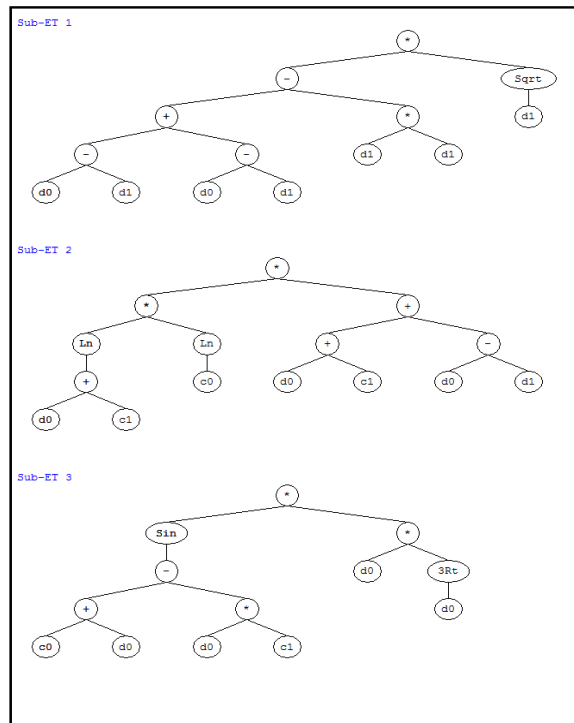 Sub-ET 1
*
- Sqrt
+ * d1
- - d1 d1
d0 d1 d0 d1
Sub-ET 2
*
* +
Ln Ln + -
+ c0 d0 c1 d0 d1
d0 c1
Sub-ET 3
*
Sin *
- d0 3Rt
+ * d0
c0 d0 d0 c1